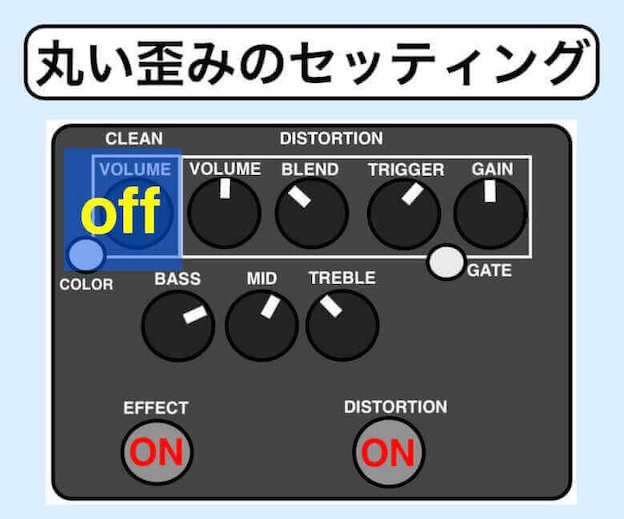 丸い歪みのセッティング
CLEAN DISTORTION
VOLUME VOLUME BLEND TRIGGER GAIN
off
COLOR GATE
BASS MID TREBLE
EFFECT DISTORTION
ON ON